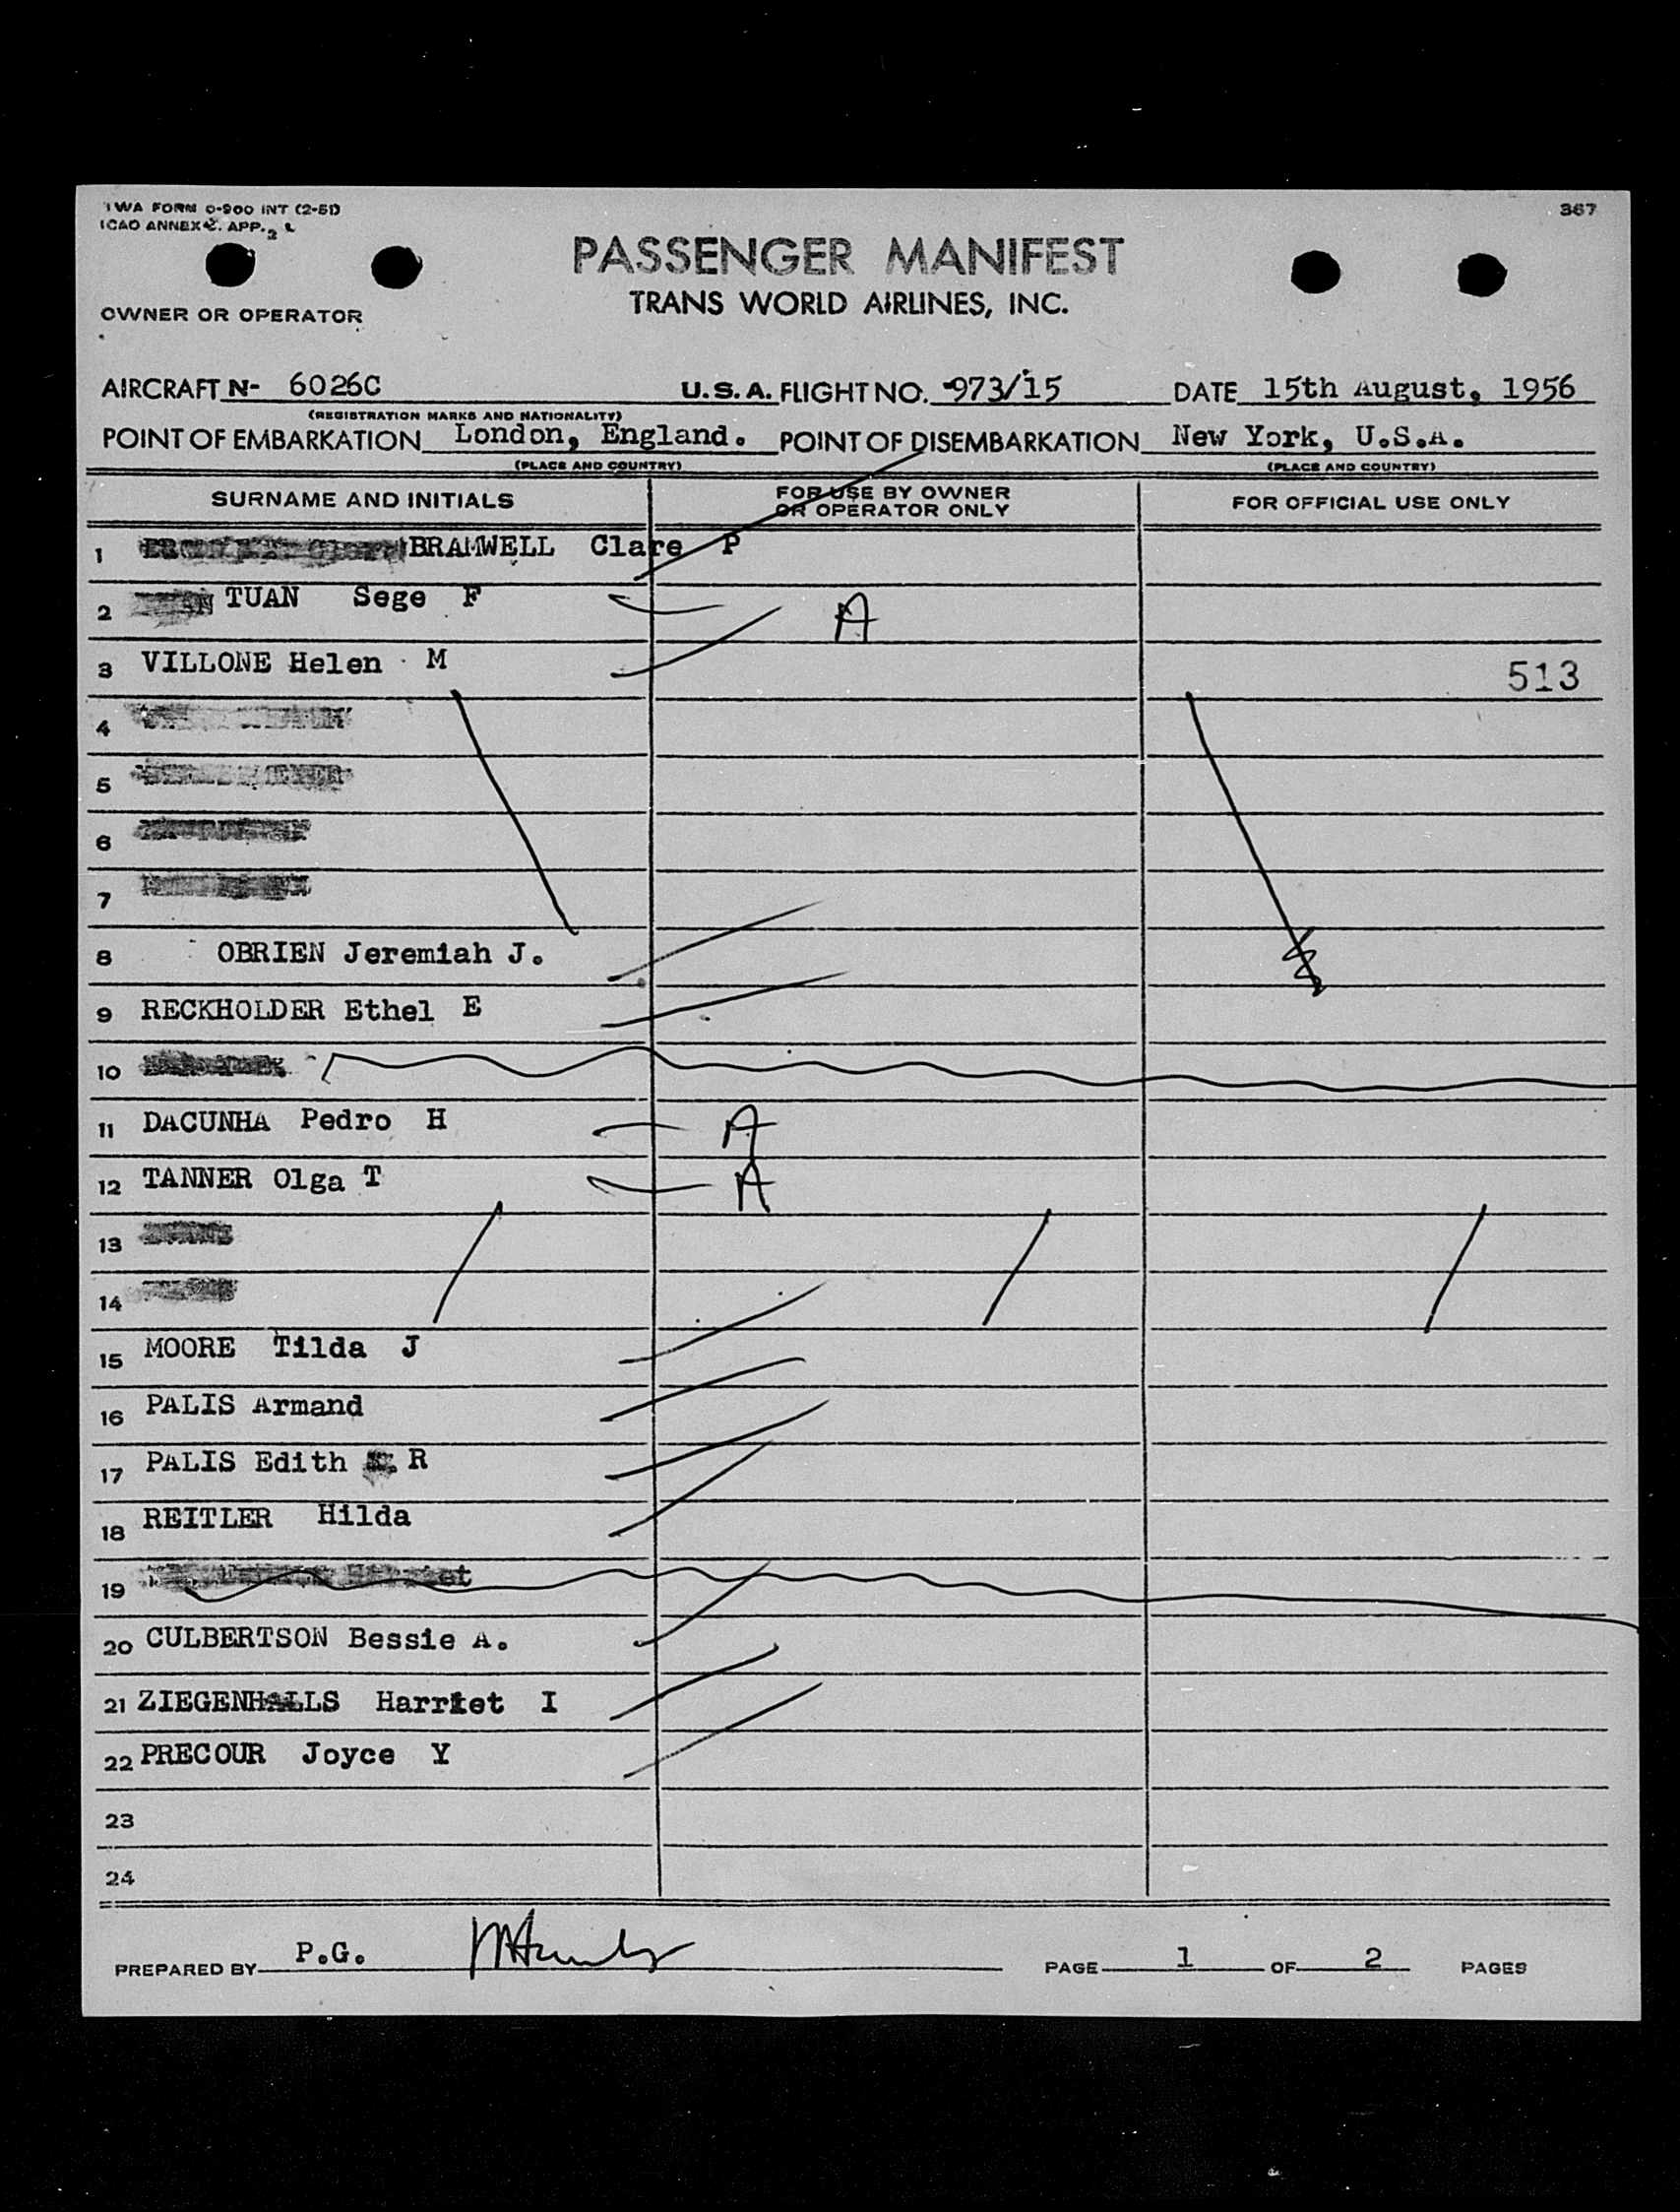 TWA FORM 0-900 INT (2-51)
367
ICAO ANNEX 2. APP. 2
PASSENGER MANIFEST
TRANS WORLD AIRLINES, INC.
OWNER OR OPERATOR
AIRCRAFT N- 6026C U.S.A. FLIGHT NO. 973/15 DATE 15th August, 1956
(REGISTRATION MARKS AND NATIONALITY)
POINT OF EMBARKATION London, England. POINT OF DISEMBARKATION New York, U.S.A.
(PLACE AND COUNTRY) (PLACE AND COUNTRY)
SURNAME AND INITIALS FOR USE BY OWNER OR OPERATOR ONLY FOR OFFICIAL USE ONLY
1 BRAMWELL Clare P
2 TUAN Sege F A
3 VILLONE Helen M 513
4
5
6
7
8 OBRIEN Jeremiah J.
9 RECKHOLDER Ethel E
10
11 DACUNHA Pedro H A
12 TANNER Olga T A
13
14
15 MOORE Tilda J
16 PALIS Armand
17 PALIS Edith R
18 REITLER Hilda
19
20 CULBERTSON Bessie A.
21 ZIEGENHALLS Harriet I
22 PRECOUR Joyce Y
23
24
PREPARED BY P.G. PAGE 1 OF 2 PAGES